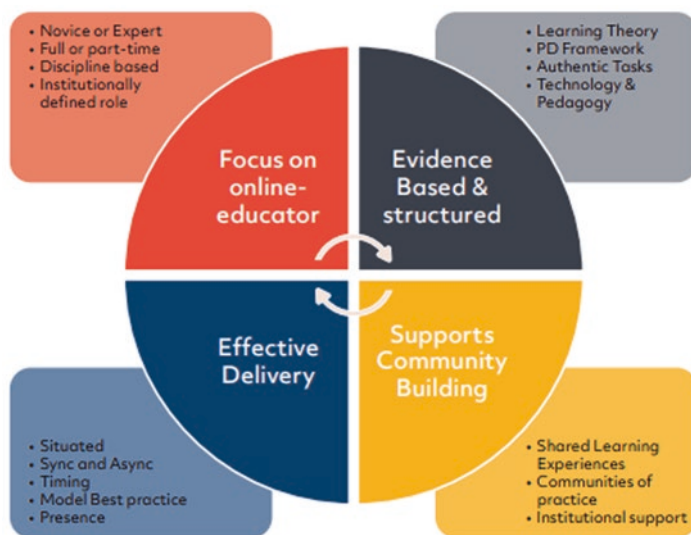 • Novice or Expert
• Full or part-time
• Discipline based
• Institutionally
defined role
• Learning Theory
• PD Framework
• Authentic Tasks
• Technology &
Pedagogy
Focus on
online-
educator
Evidence
Based &
structured
Effective
Delivery
Supports
Community
Building
• Situated
• Sync and Async
• Timing
• Model Best practice
• Presence
• Shared Learning
Experiences
• Communities of
practice
• Institutional support